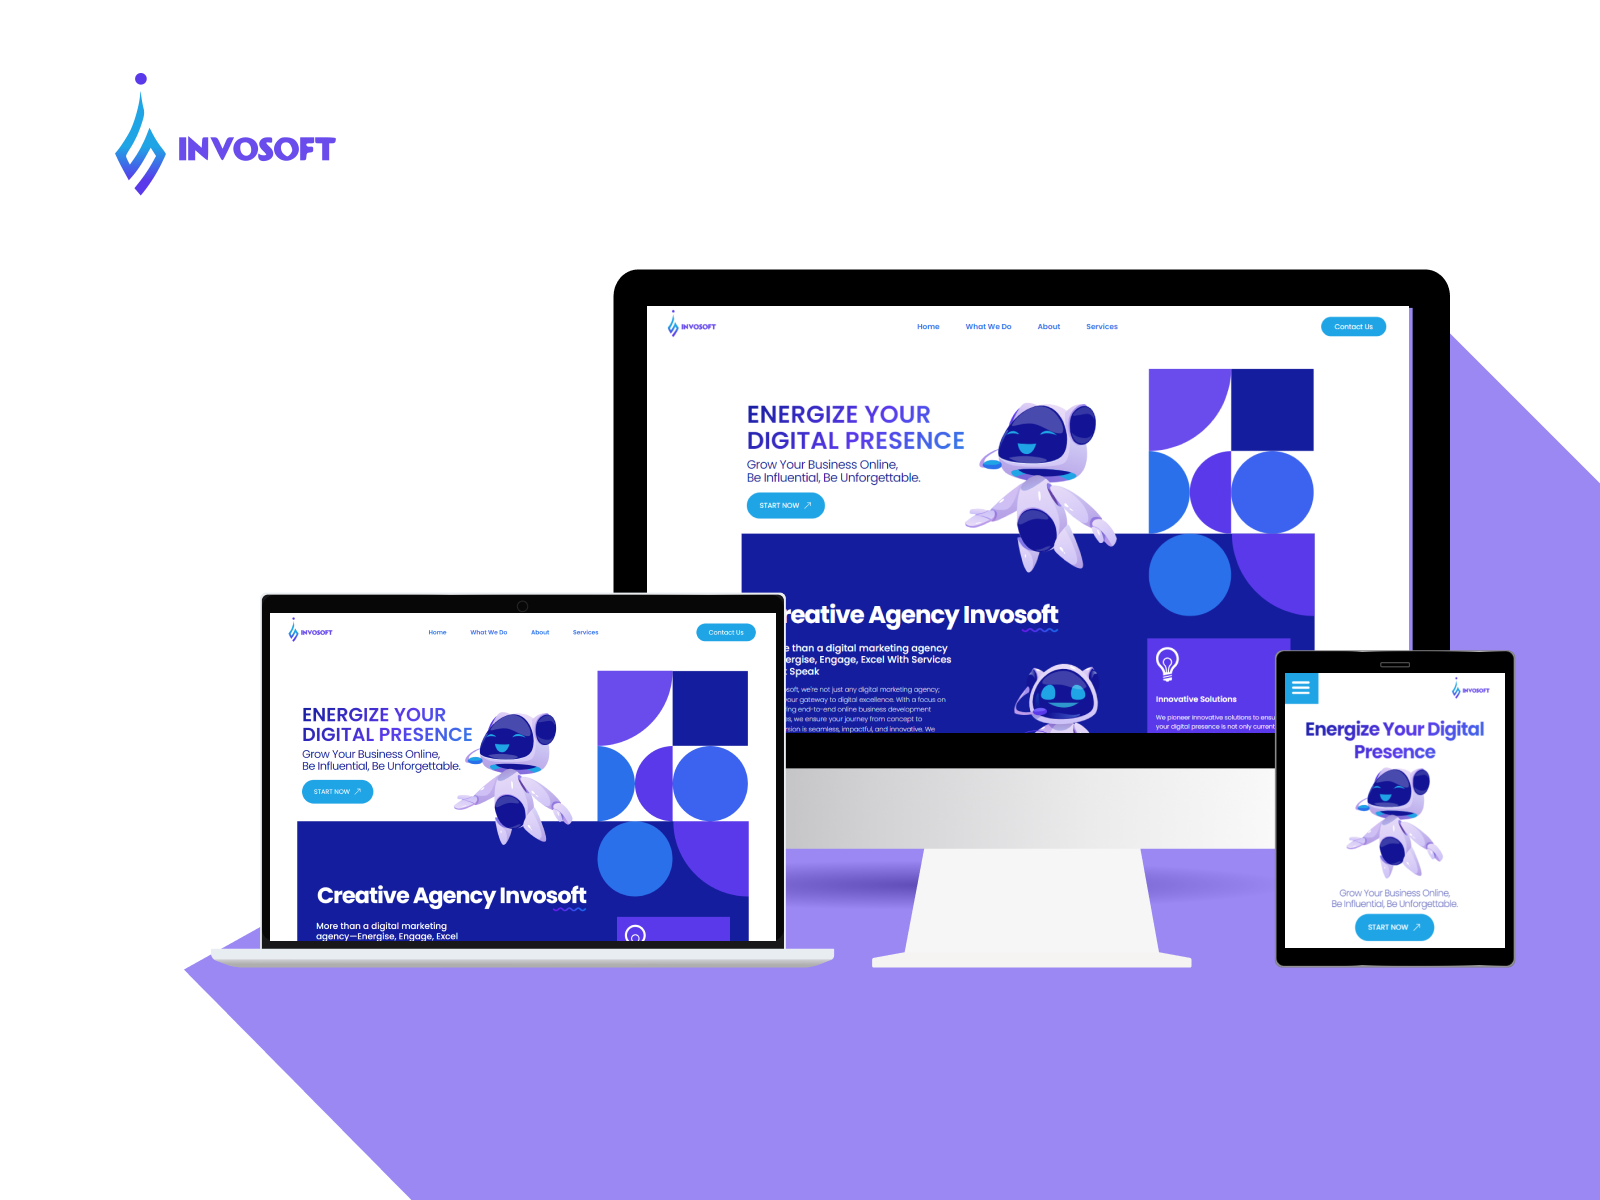 INVOSOFT
INVOSOFT
Home What We Do About Services
Contact Us
ENERGIZE YOUR
DIGITAL PRESENCE
Grow Your Business Online,
Be Influential, Be Unforgettable.
START NOW
reative Agency Invosoft
e than a digital marketing agency
ergise, Engage, Excel With Services
Speak
soft, we're not just any digital marketing agency;
your gateway to digital excellence. With a focus on
ing end-to-end online business development
s, we ensure your journey from concept to
rsion is seamless, impactful, and innovative. We
Innovative Solutions
We pioneer innovative solutions to ensu
your digital presence is not only current
INVOSOFT
Home What We Do About Services
Contact Us
ENERGIZE YOUR
DIGITAL PRESENCE
Grow Your Business Online,
Be Influential, Be Unforgettable.
START NOW
Creative Agency Invosoft
More than a digital marketing
agency—Energise, Engage, Excel
INVOSOFT
Energize Your Digital
Presence
Grow Your Business Online,
Be Influential, Be Unforgettable.
START NOW